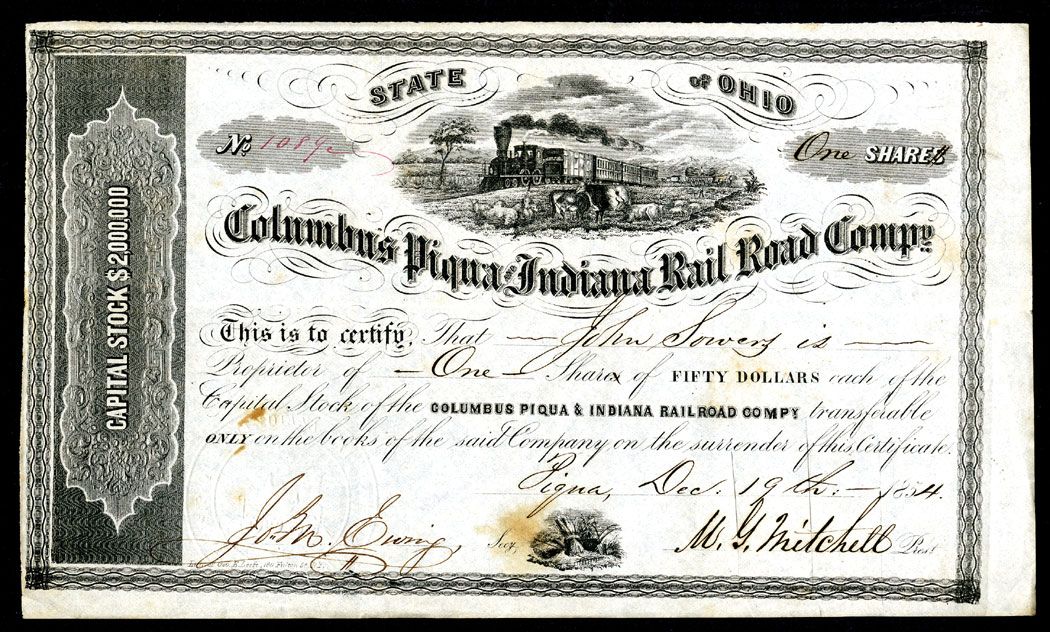 STATE OF OHIO
No. 1089
One SHARE
CAPITAL STOCK $2,000,000
Columbus Piqua and Indiana Rail Road Compy.
This is to certify, That John Sowers is
Proprietor of One Share of FIFTY DOLLARS each of the
Capital Stock of the COLUMBUS PIQUA & INDIANA RAILROAD COMPY transferable
ONLY on the books of the said Company on the surrender of this Certificate.
Piqua, Dec. 19th. 1854.
Jo. M. Ewing, Secy, M. G. Mitchell Prest